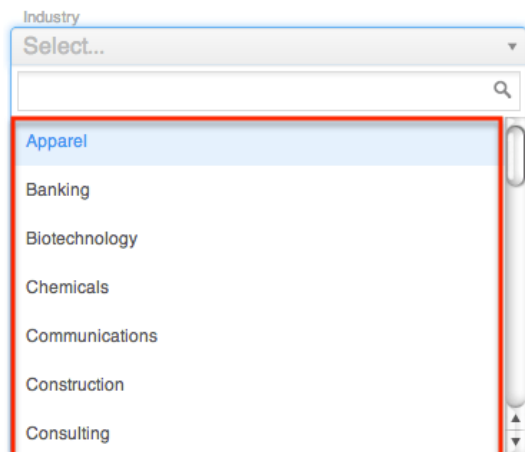 Industry
Select...
Apparel
Banking
Biotechnology
Chemicals
Communications
Construction
Consulting